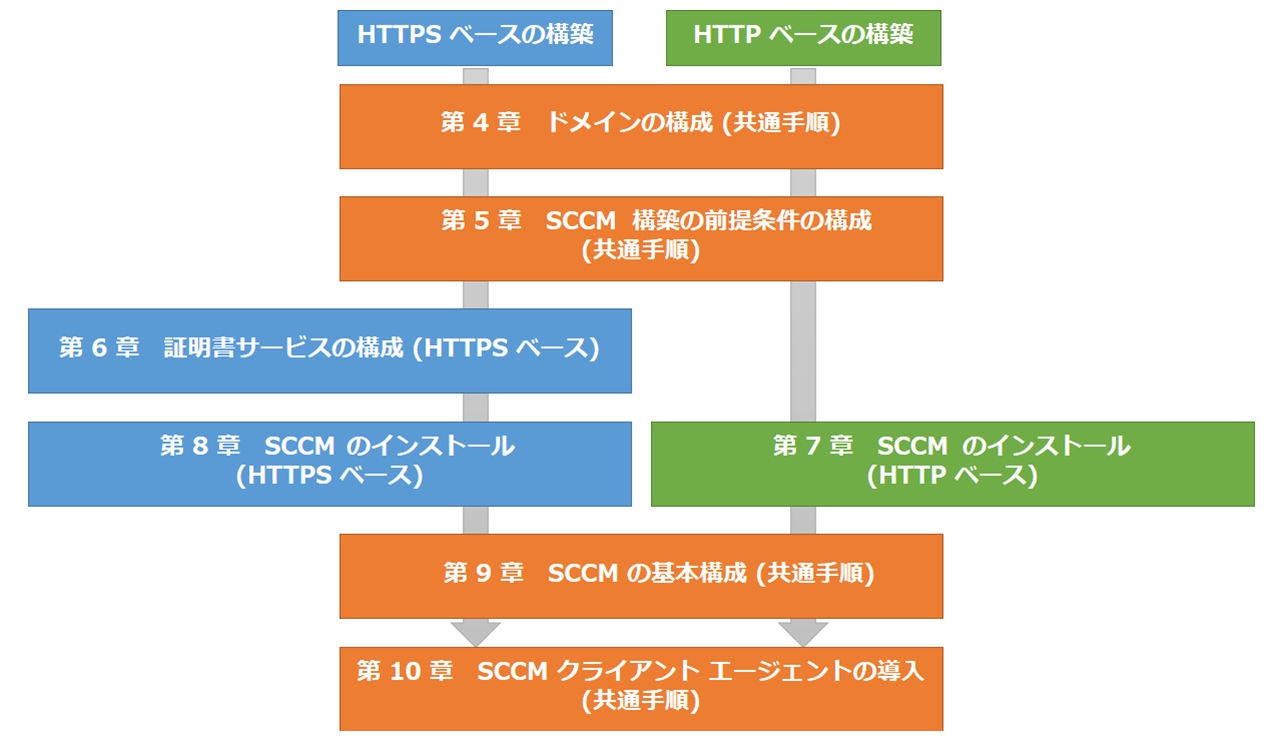 HTTPS ベースの構築
HTTP ベースの構築
第 4 章　ドメインの構成 (共通手順)
第 5 章　SCCM 構築の前提条件の構成
(共通手順)
第 6 章　証明書サービスの構成 (HTTPS ベース)
第 8 章　SCCM のインストール
(HTTPS ベース)
第 7 章　SCCM のインストール
(HTTP ベース)
第 9 章　SCCM の基本構成 (共通手順)
第 10 章　SCCM クライアント エージェントの導入
(共通手順)